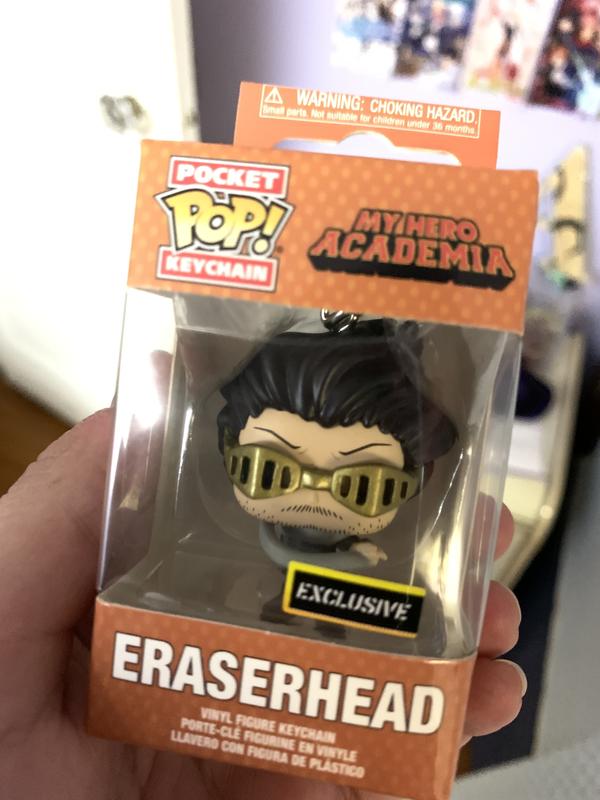 WARNING: CHOKING HAZARD.
Small parts. Not suitable for children under 36 months.
POCKET
POP!
KEYCHAIN
MY HERO
ACADEMIA
EXCLUSIVE
ERASERHEAD
VINYL FIGURE KEYCHAIN
PORTE-CLÉ FIGURINE EN VINYLE
LLAVERO CON FIGURA DE PLÁSTICO